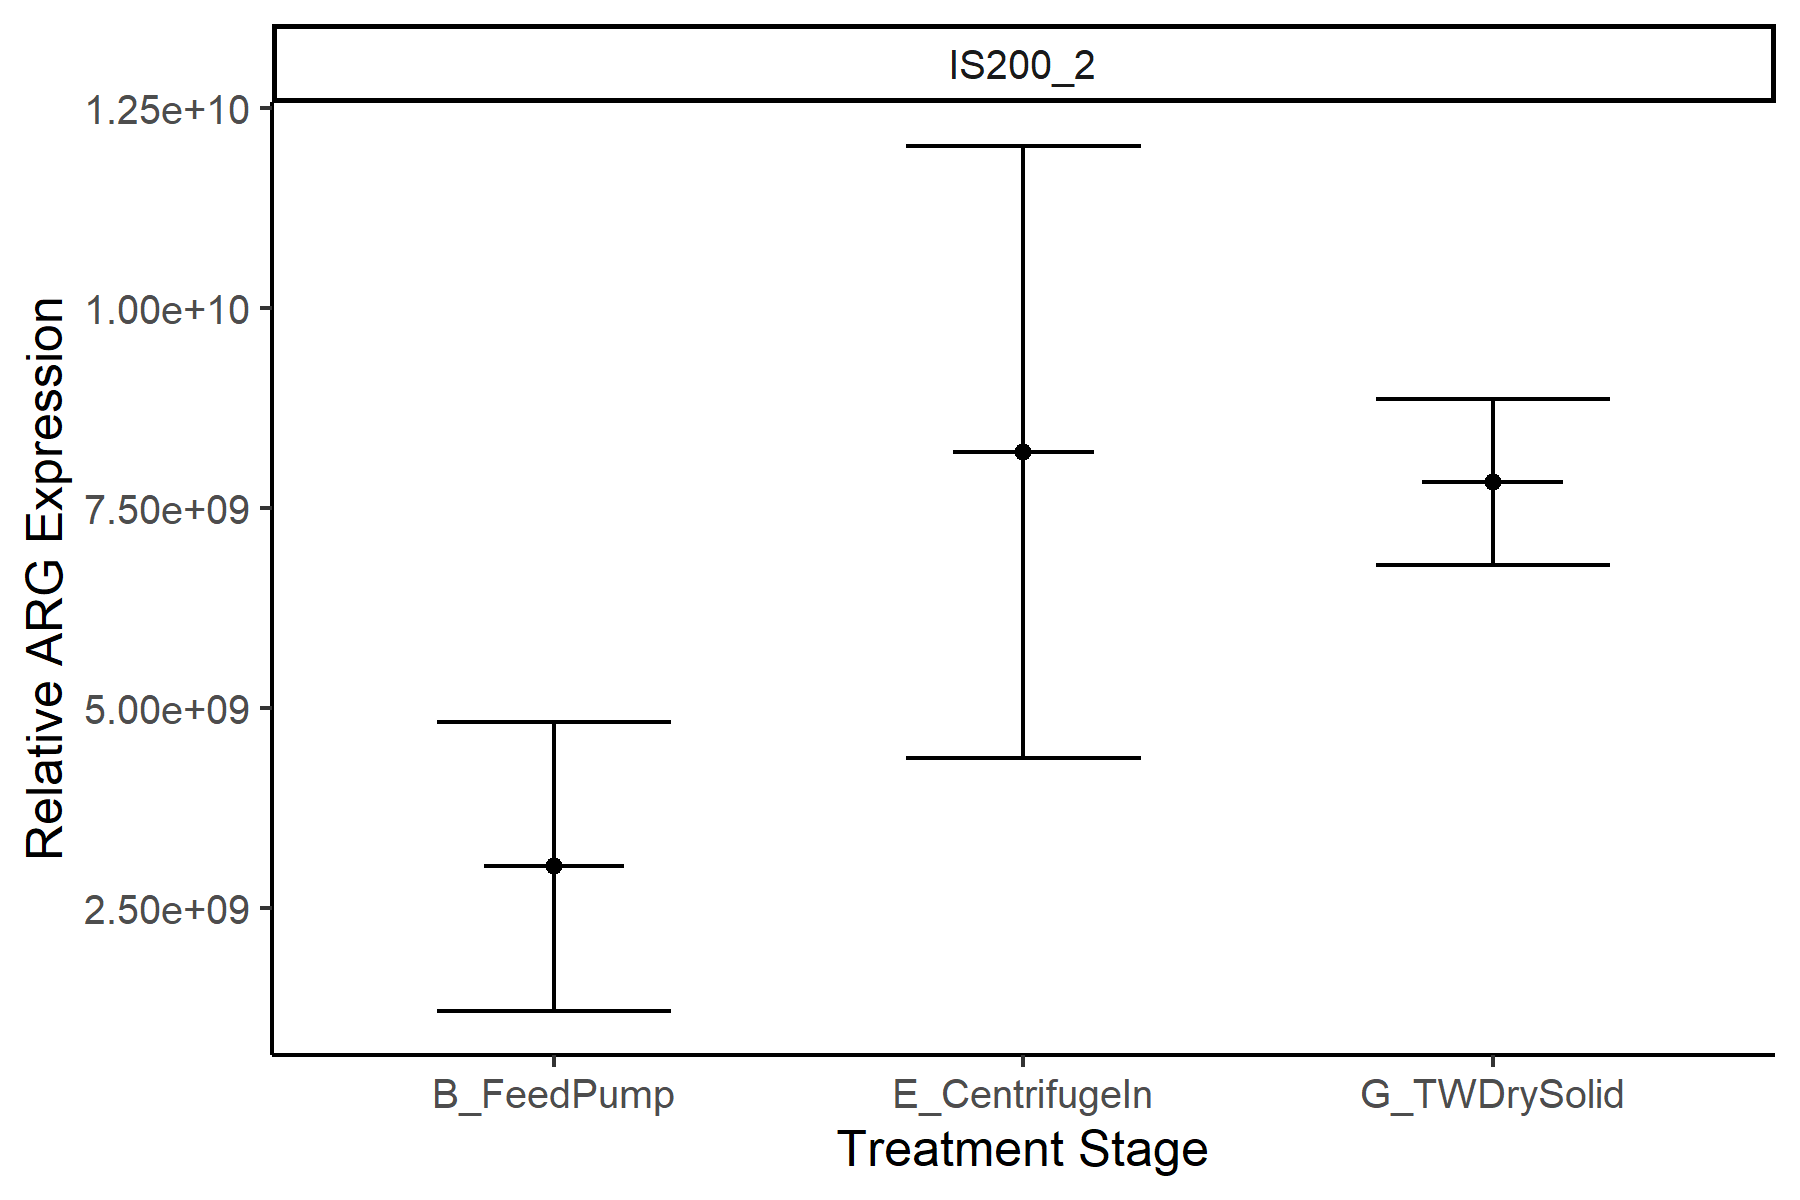 IS200_2
1.25e+10
1.00e+10
7.50e+09
5.00e+09
2.50e+09
Relative ARG Expression
B_FeedPump
E_CentrifugeIn
G_TWDrySolid
Treatment Stage